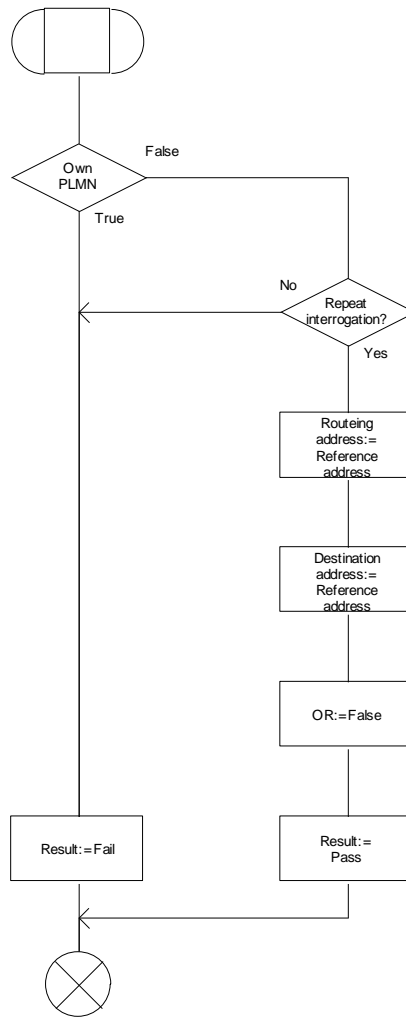 False
Own
PLMN
True
No
Repeat
interrogation?
Yes
Routeing
address:=
Reference
address
Destination
address:=
Reference
address
OR:=False
Result:=Fail
Result:=
Pass